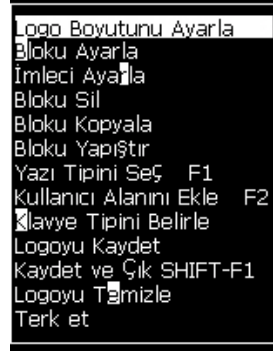 Logo Boyutunu Ayarla
Bloku Ayarla
İmleci Ayarla
Bloku Sil
Bloku Kopyala
Bloku Yapıştır
Yazı Tipini Seç F1
Kullanıcı Alanını Ekle F2
Klavye Tipini Belirle
Logoyu Kaydet
Kaydet ve Çık SHIFT-F1
Logoyu Temizle
Terk et